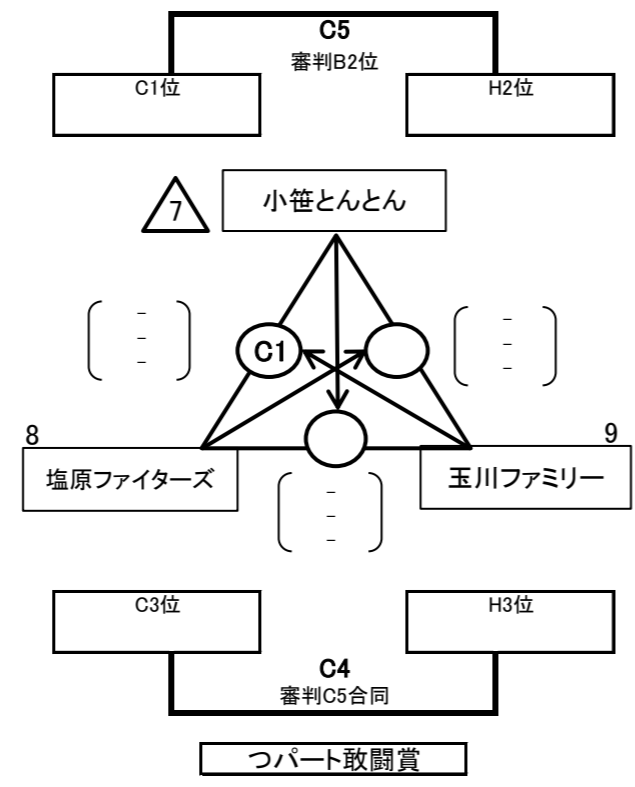 C5
審判B2位
C1位
H2位
7
小笹とんとん
C1
-
-
-
-
-
-
8
9
塩原ファイターズ
玉川ファミリー
-
-
-
C3位
H3位
C4
審判C5合同
つパート敢闘賞